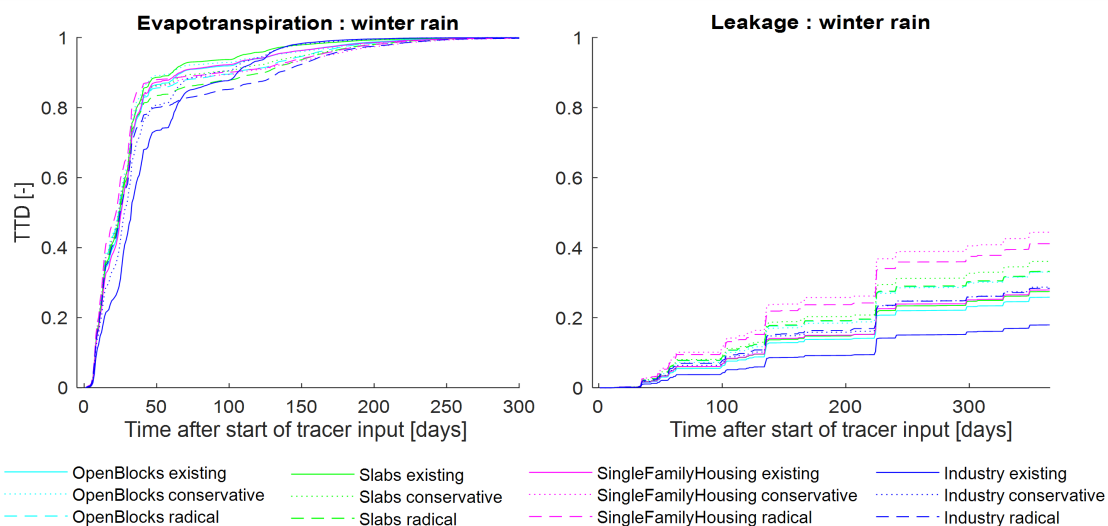 Evapotranspiration : winter rain
Leakage : winter rain
TTD [-]
1
0.8
0.6
0.4
0.2
0
0 50 100 150 200 250 300
Time after start of tracer input [days]
1
0.8
0.6
0.4
0.2
0
0 100 200 300
Time after start of tracer input [days]
OpenBlocks existing
OpenBlocks conservative
OpenBlocks radical
Slabs existing
Slabs conservative
Slabs radical
SingleFamilyHousing existing
SingleFamilyHousing conservative
SingleFamilyHousing radical
Industry existing
Industry conservative
Industry radical